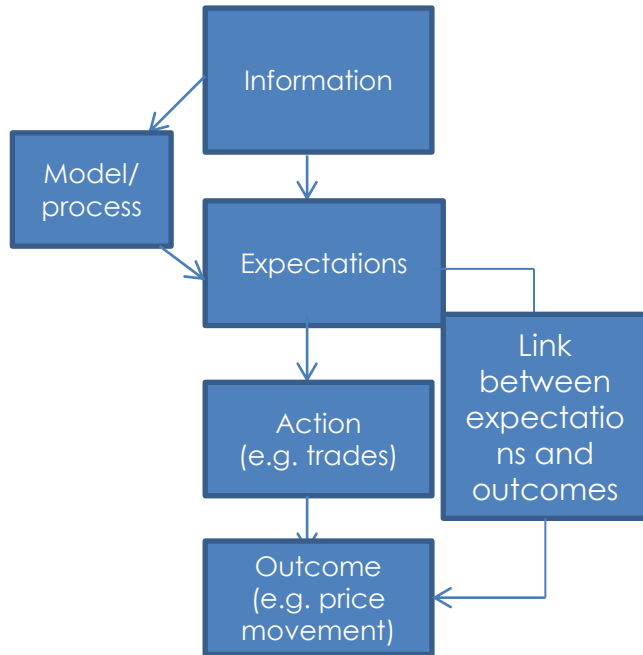 Information
Model/
process
Expectations
Link
between
expectatio
ns and
outcomes
Action
(e.g. trades)
Outcome
(e.g. price
movement)